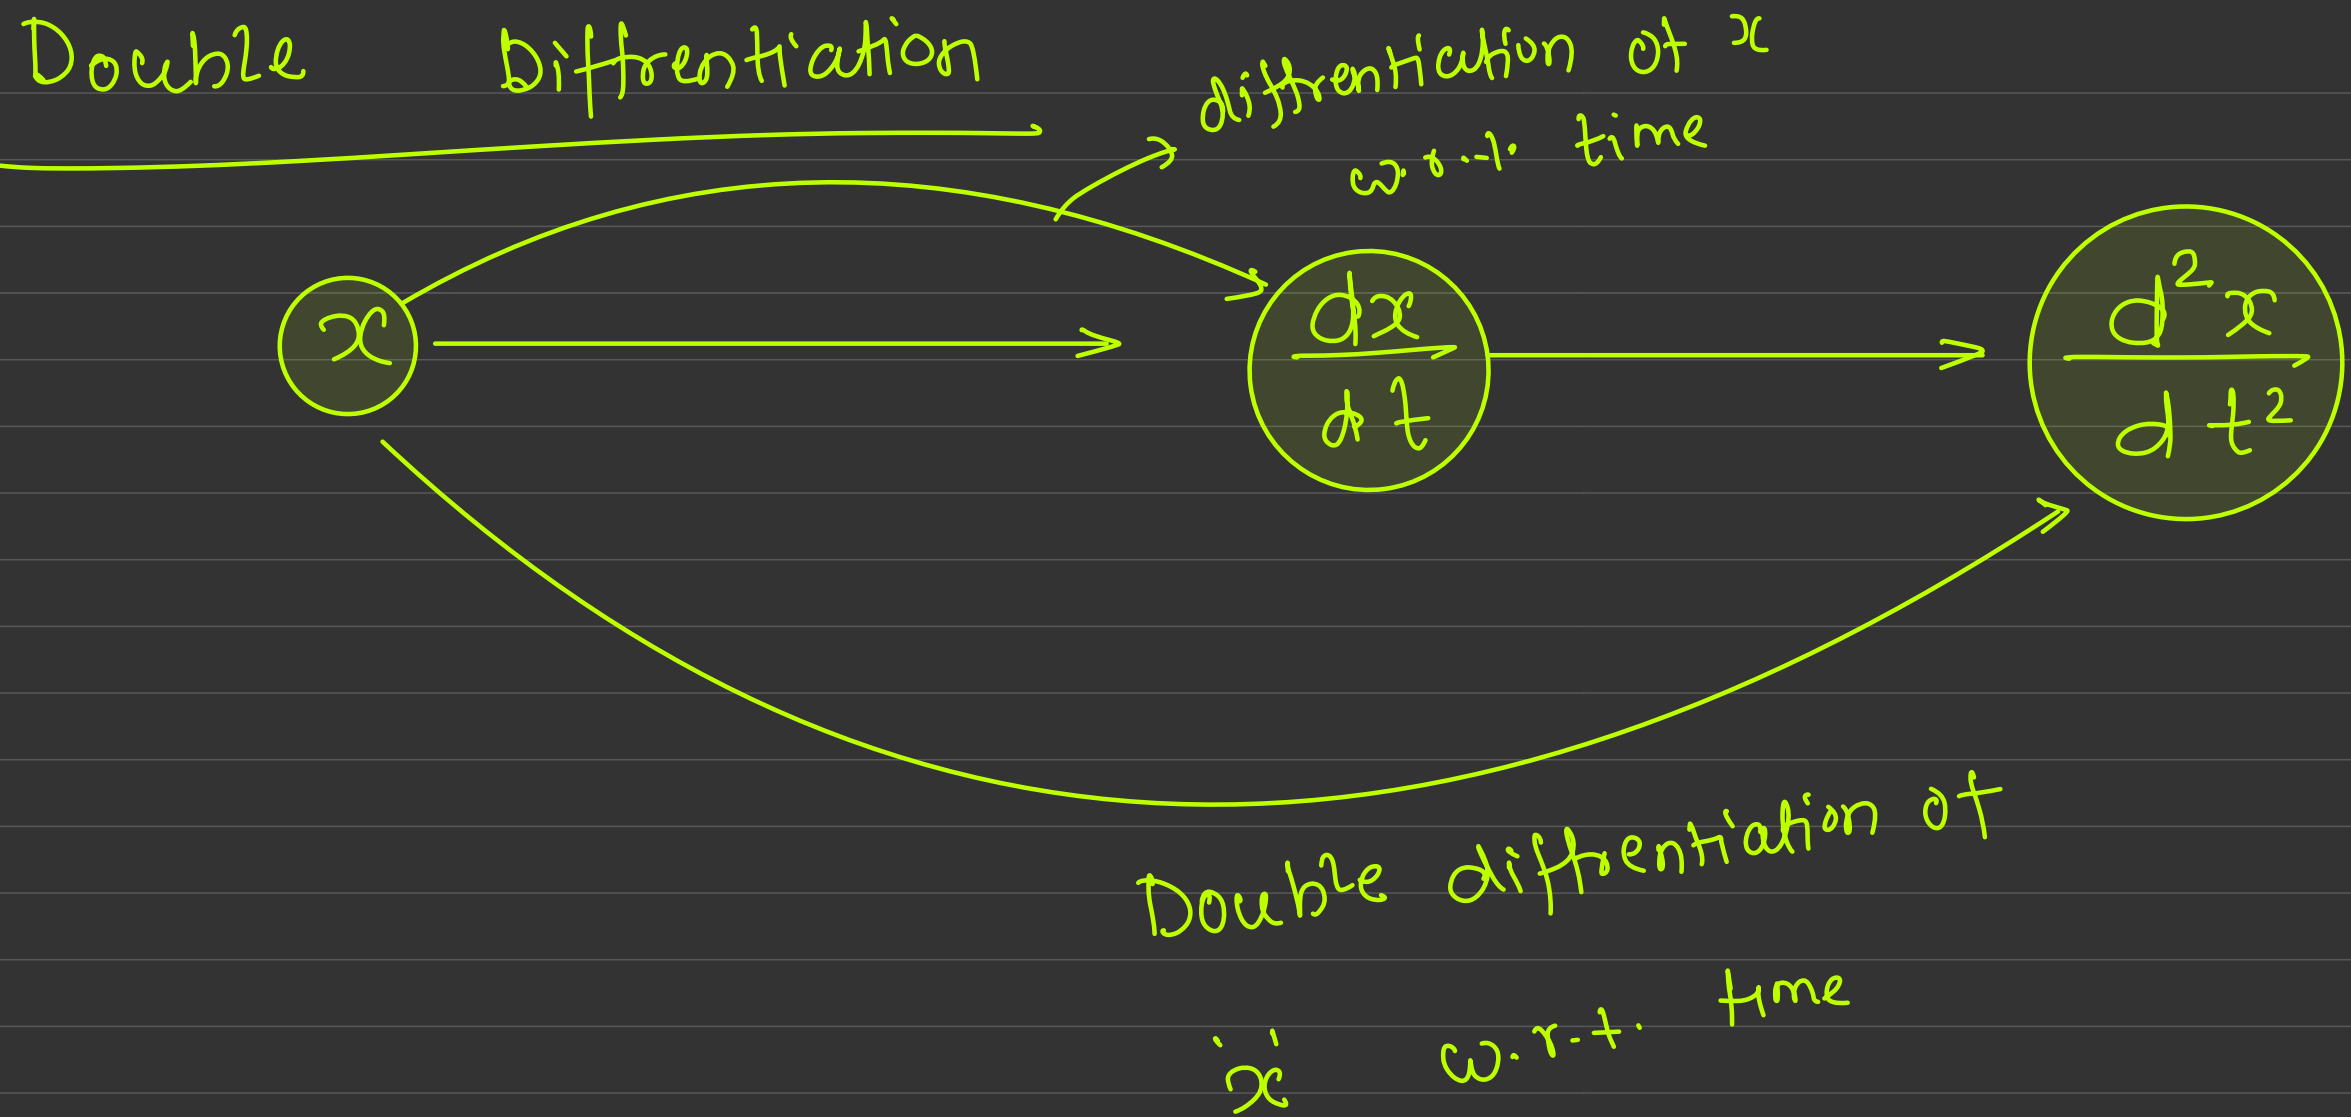 Double Diffrentiation
diffrentiation of x
w.r.t. time
x
dx
dt
d²x
dt²
Double diffrentiation of
'x' w.r.t. time